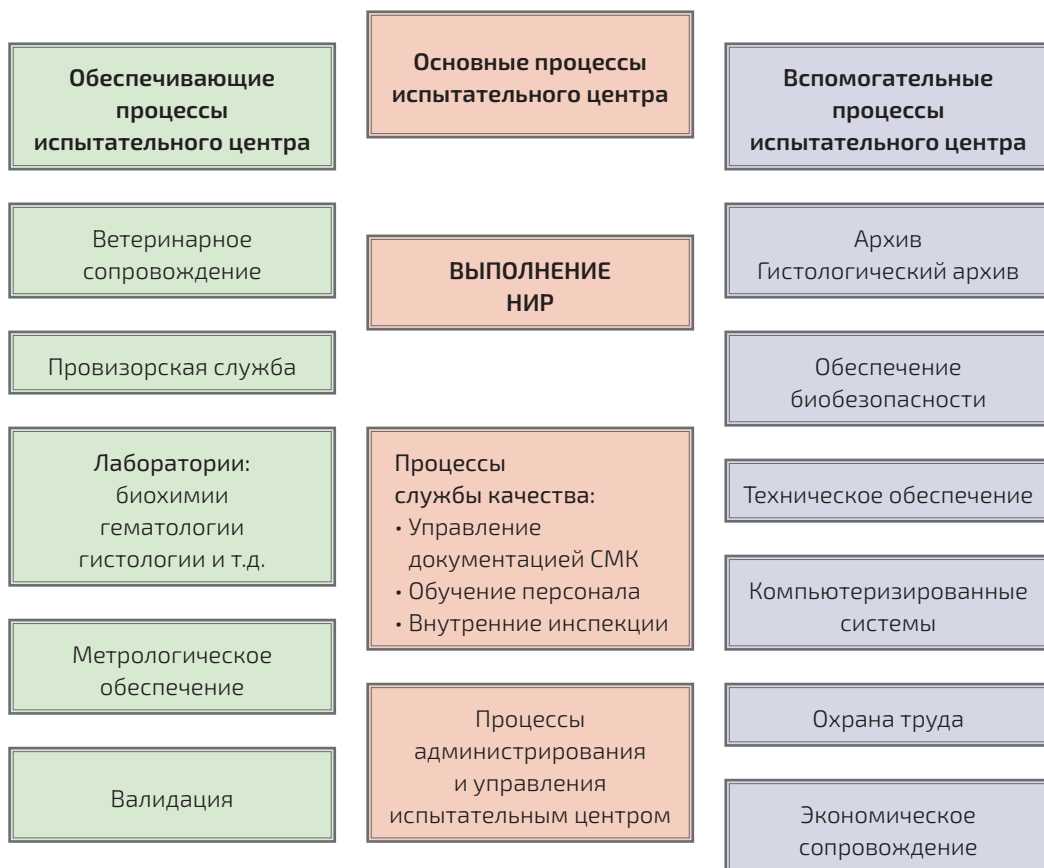 Обеспечивающие
процессы
испытательного центра
Ветеринарное
сопровождение
Провизорская служба
Лаборатории:
биохимии
гематологии
гистологии и т.д.
Метрологическое
обеспечение
Валидация
Основные процессы
испытательного центра
ВЫПОЛНЕНИЕ
НИР
Процессы
службы качества:
• Управление
документацией СМК
• Обучение персонала
• Внутренние инспекции
Процессы
администрирования
и управления
испытательным центром
Вспомогательные
процессы
испытательного центра
Архив
Гистологический архив
Обеспечение
биобезопасности
Техническое обеспечение
Компьютеризированные
системы
Охрана труда
Экономическое
сопровождение